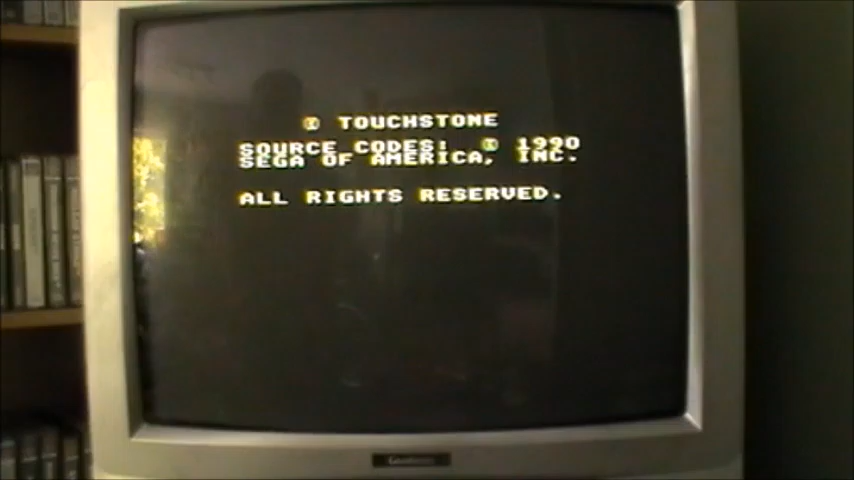 © TOUCHSTONE
SOURCE CODES: © 1990
SEGA OF AMERICA, INC.
ALL RIGHTS RESERVED.